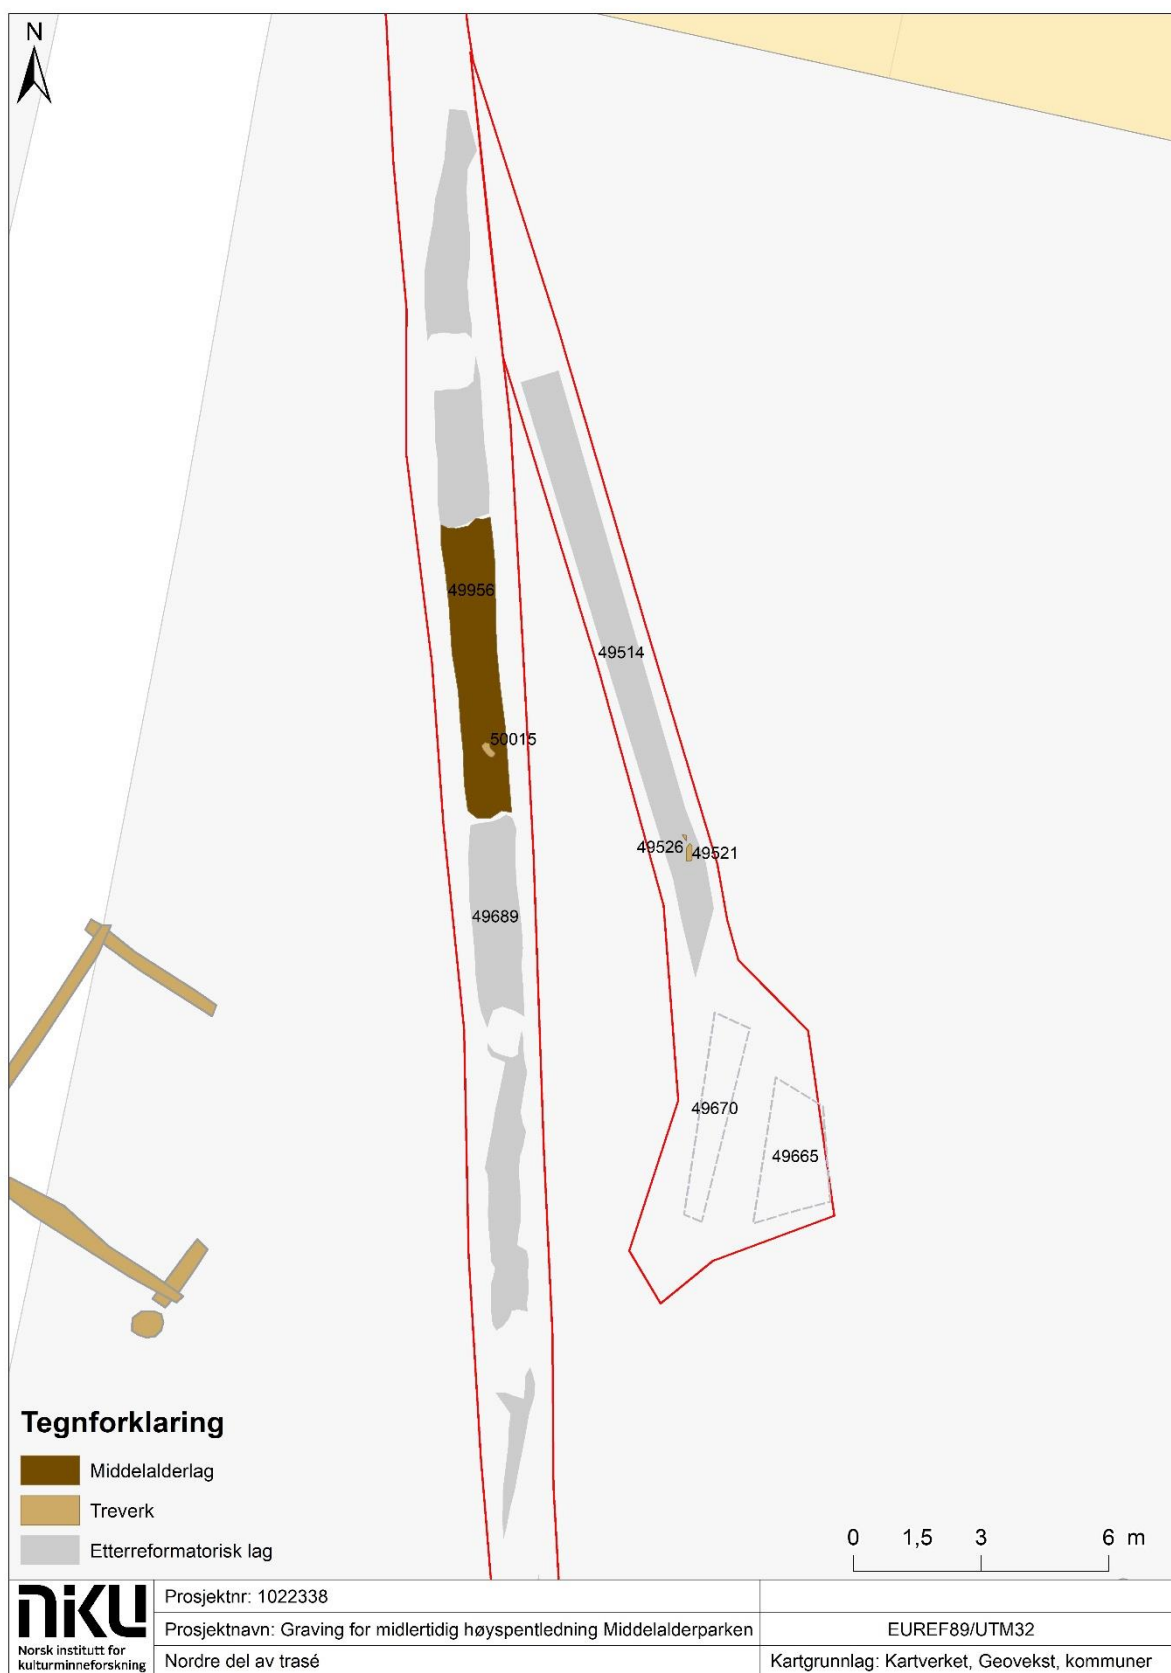 N
49956
49514
50015
49526
49521
49689
49670
49665
Tegnforklaring
Middelalderlag
Treverk
Etterreformatorisk lag
0 1,5 3 6 m
NIKU
Norsk institutt for
kulturminneforskning
Prosjektnr: 1022338
Prosjektnavn: Graving for midlertidig høyspentledning Middelalderparken
EUREF89/UTM32
Nordre del av trasé
Kartgrunnlag: Kartverket, Geovekst, kommuner